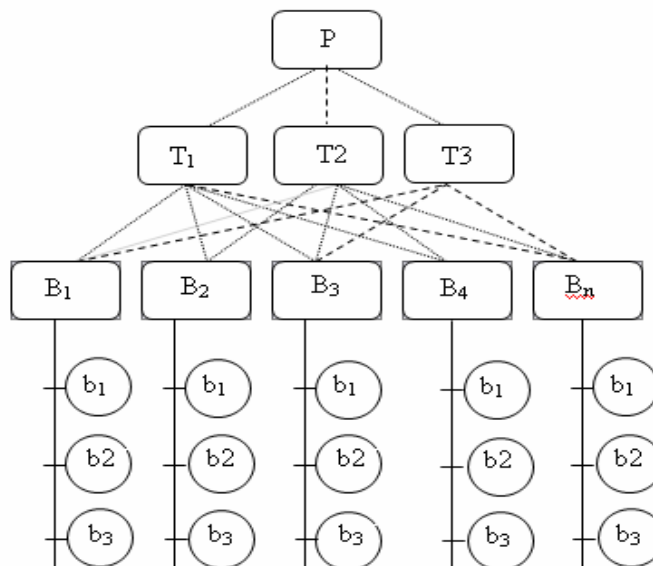 P
T₁ T2 T3
B₁ B₂ B₃ B₄ Bn
b₁ b₁ b₁ b₁ b₁
b2 b2 b2 b2 b2
b₃ b₃ b₃ b₃ b₃